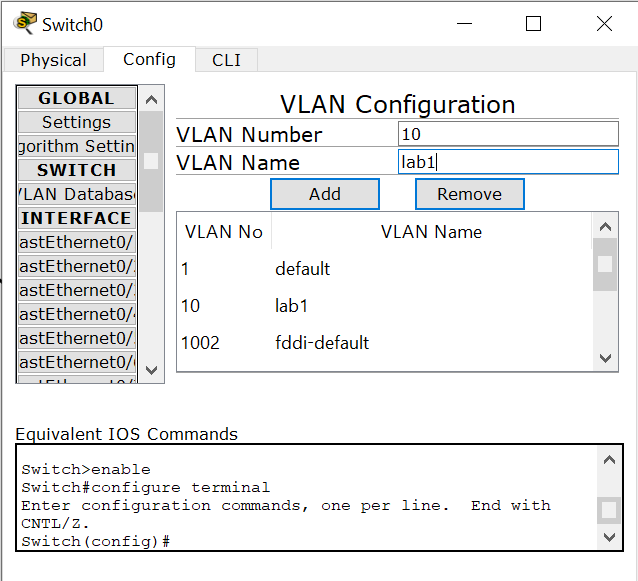 Switch0
Physical Config CLI
GLOBAL
Settings
gorithm Settin
SWITCH
VLAN Databas
INTERFACE
astEthernet0/
astEthernet0/
astEthernet0/
astEthernet0/4
astEthernet0/
astEthernet0/
VLAN Configuration
VLAN Number 10
VLAN Name lab1
Add Remove
VLAN No VLAN Name
1 default
10 lab1
1002 fddi-default
Equivalent IOS Commands
Switch>enable
Switch#configure terminal
Enter configuration commands, one per line. End with
CNTL/Z.
Switch(config)#